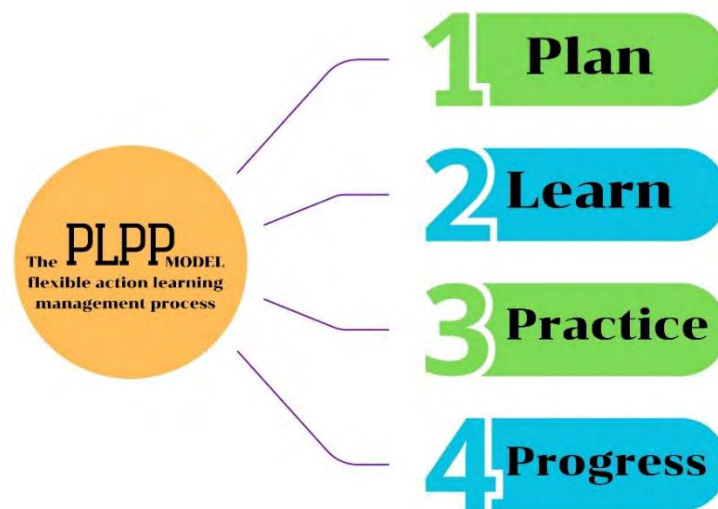 The PLPP MODEL
flexible action learning
management process
1 Plan
2 Learn
3 Practice
4 Progress